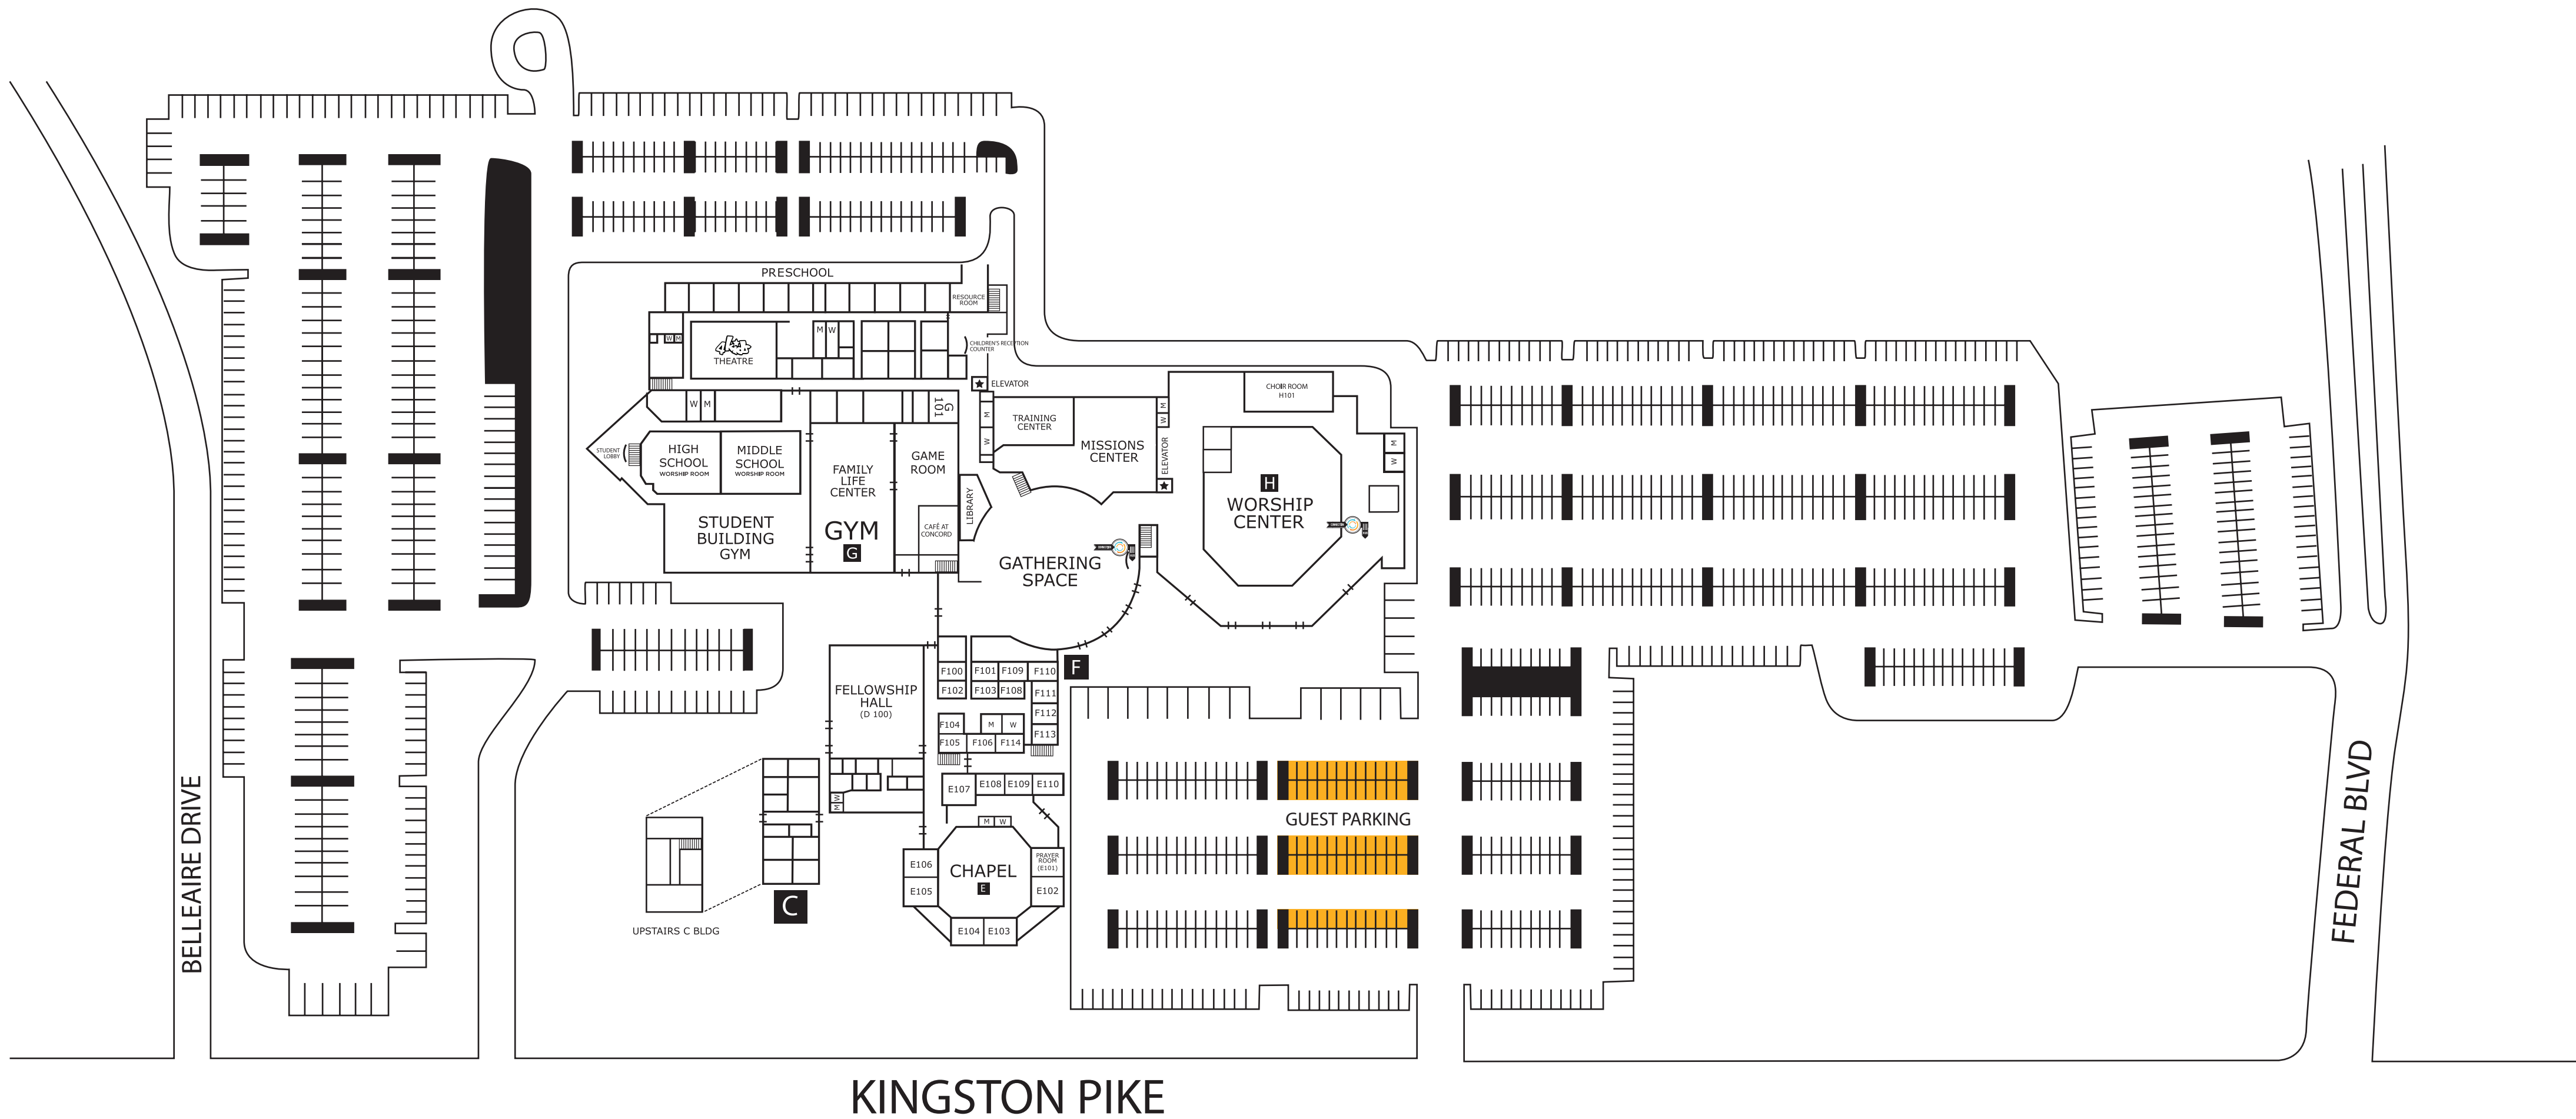 PRESCHOOL
RESOURCE
ROOM
M W
W M
THEATRE
CHILDREN'S RECEPTION
COUNTER
ELEVATOR
CHOIR ROOM
H101
W M
G
101
M
W
TRAINING
CENTER
MISSIONS
CENTER
M
W
ELEVATOR
M
W
STUDENT
LOBBY
HIGH
SCHOOL
WORSHIP ROOM
MIDDLE
SCHOOL
WORSHIP ROOM
FAMILY
LIFE
CENTER
GAME
ROOM
LIBRARY
H
WORSHIP
CENTER
STUDENT
BUILDING
GYM
GYM
G
CAFÉ AT
CONCORD
GATHERING
SPACE
F
F100
F101 F109 F110
F102
F103 F108
F111
F112
F113
F104
M W
F105 F106 F114
FELLOWSHIP
HALL
(D 100)
M W
E107
E108 E109 E110
M W
E106
E105
CHAPEL
E
PRAYER
ROOM
(E101)
E102
E104 E103
C
UPSTAIRS C BLDG
GUEST PARKING
BELLEAIRE DRIVE
FEDERAL BLVD
KINGSTON PIKE